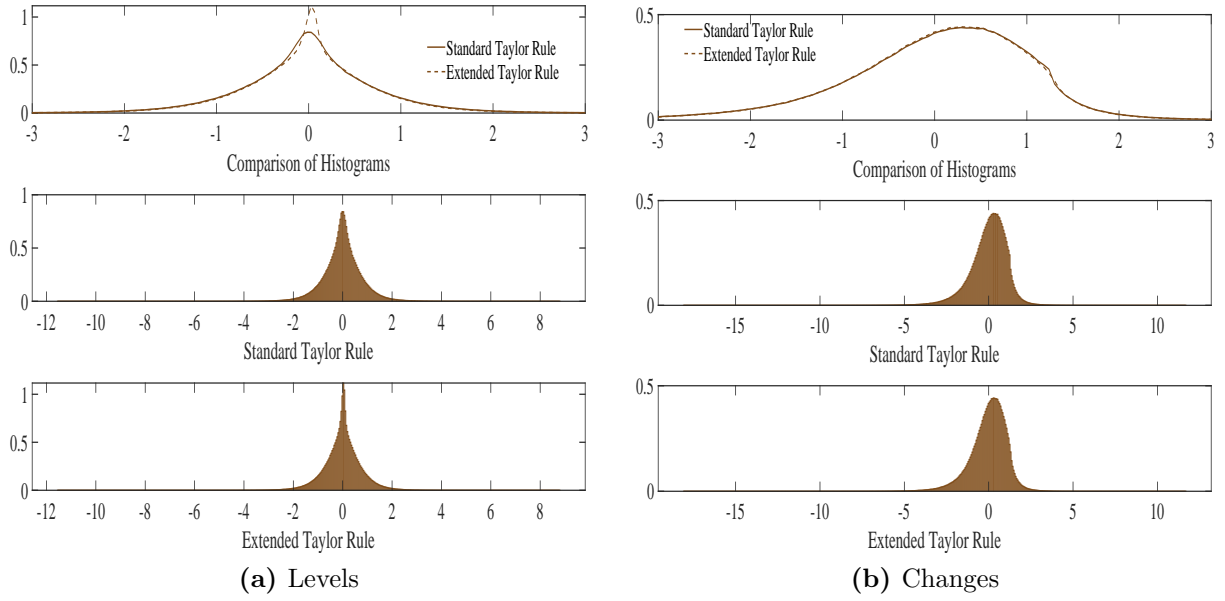 1
0.5
0
-3 -2 -1 0 1 2 3
Comparison of Histograms
Standard Taylor Rule
Extended Taylor Rule
1
0.5
0
-12 -10 -8 -6 -4 -2 0 2 4 6 8
Standard Taylor Rule
1
0.5
0
-12 -10 -8 -6 -4 -2 0 2 4 6 8
Extended Taylor Rule
(a) Levels
0.5
0
-3 -2 -1 0 1 2 3
Comparison of Histograms
Standard Taylor Rule
Extended Taylor Rule
0.5
0
-15 -10 -5 0 5 10
Standard Taylor Rule
0.5
0
-15 -10 -5 0 5 10
Extended Taylor Rule
(b) Changes